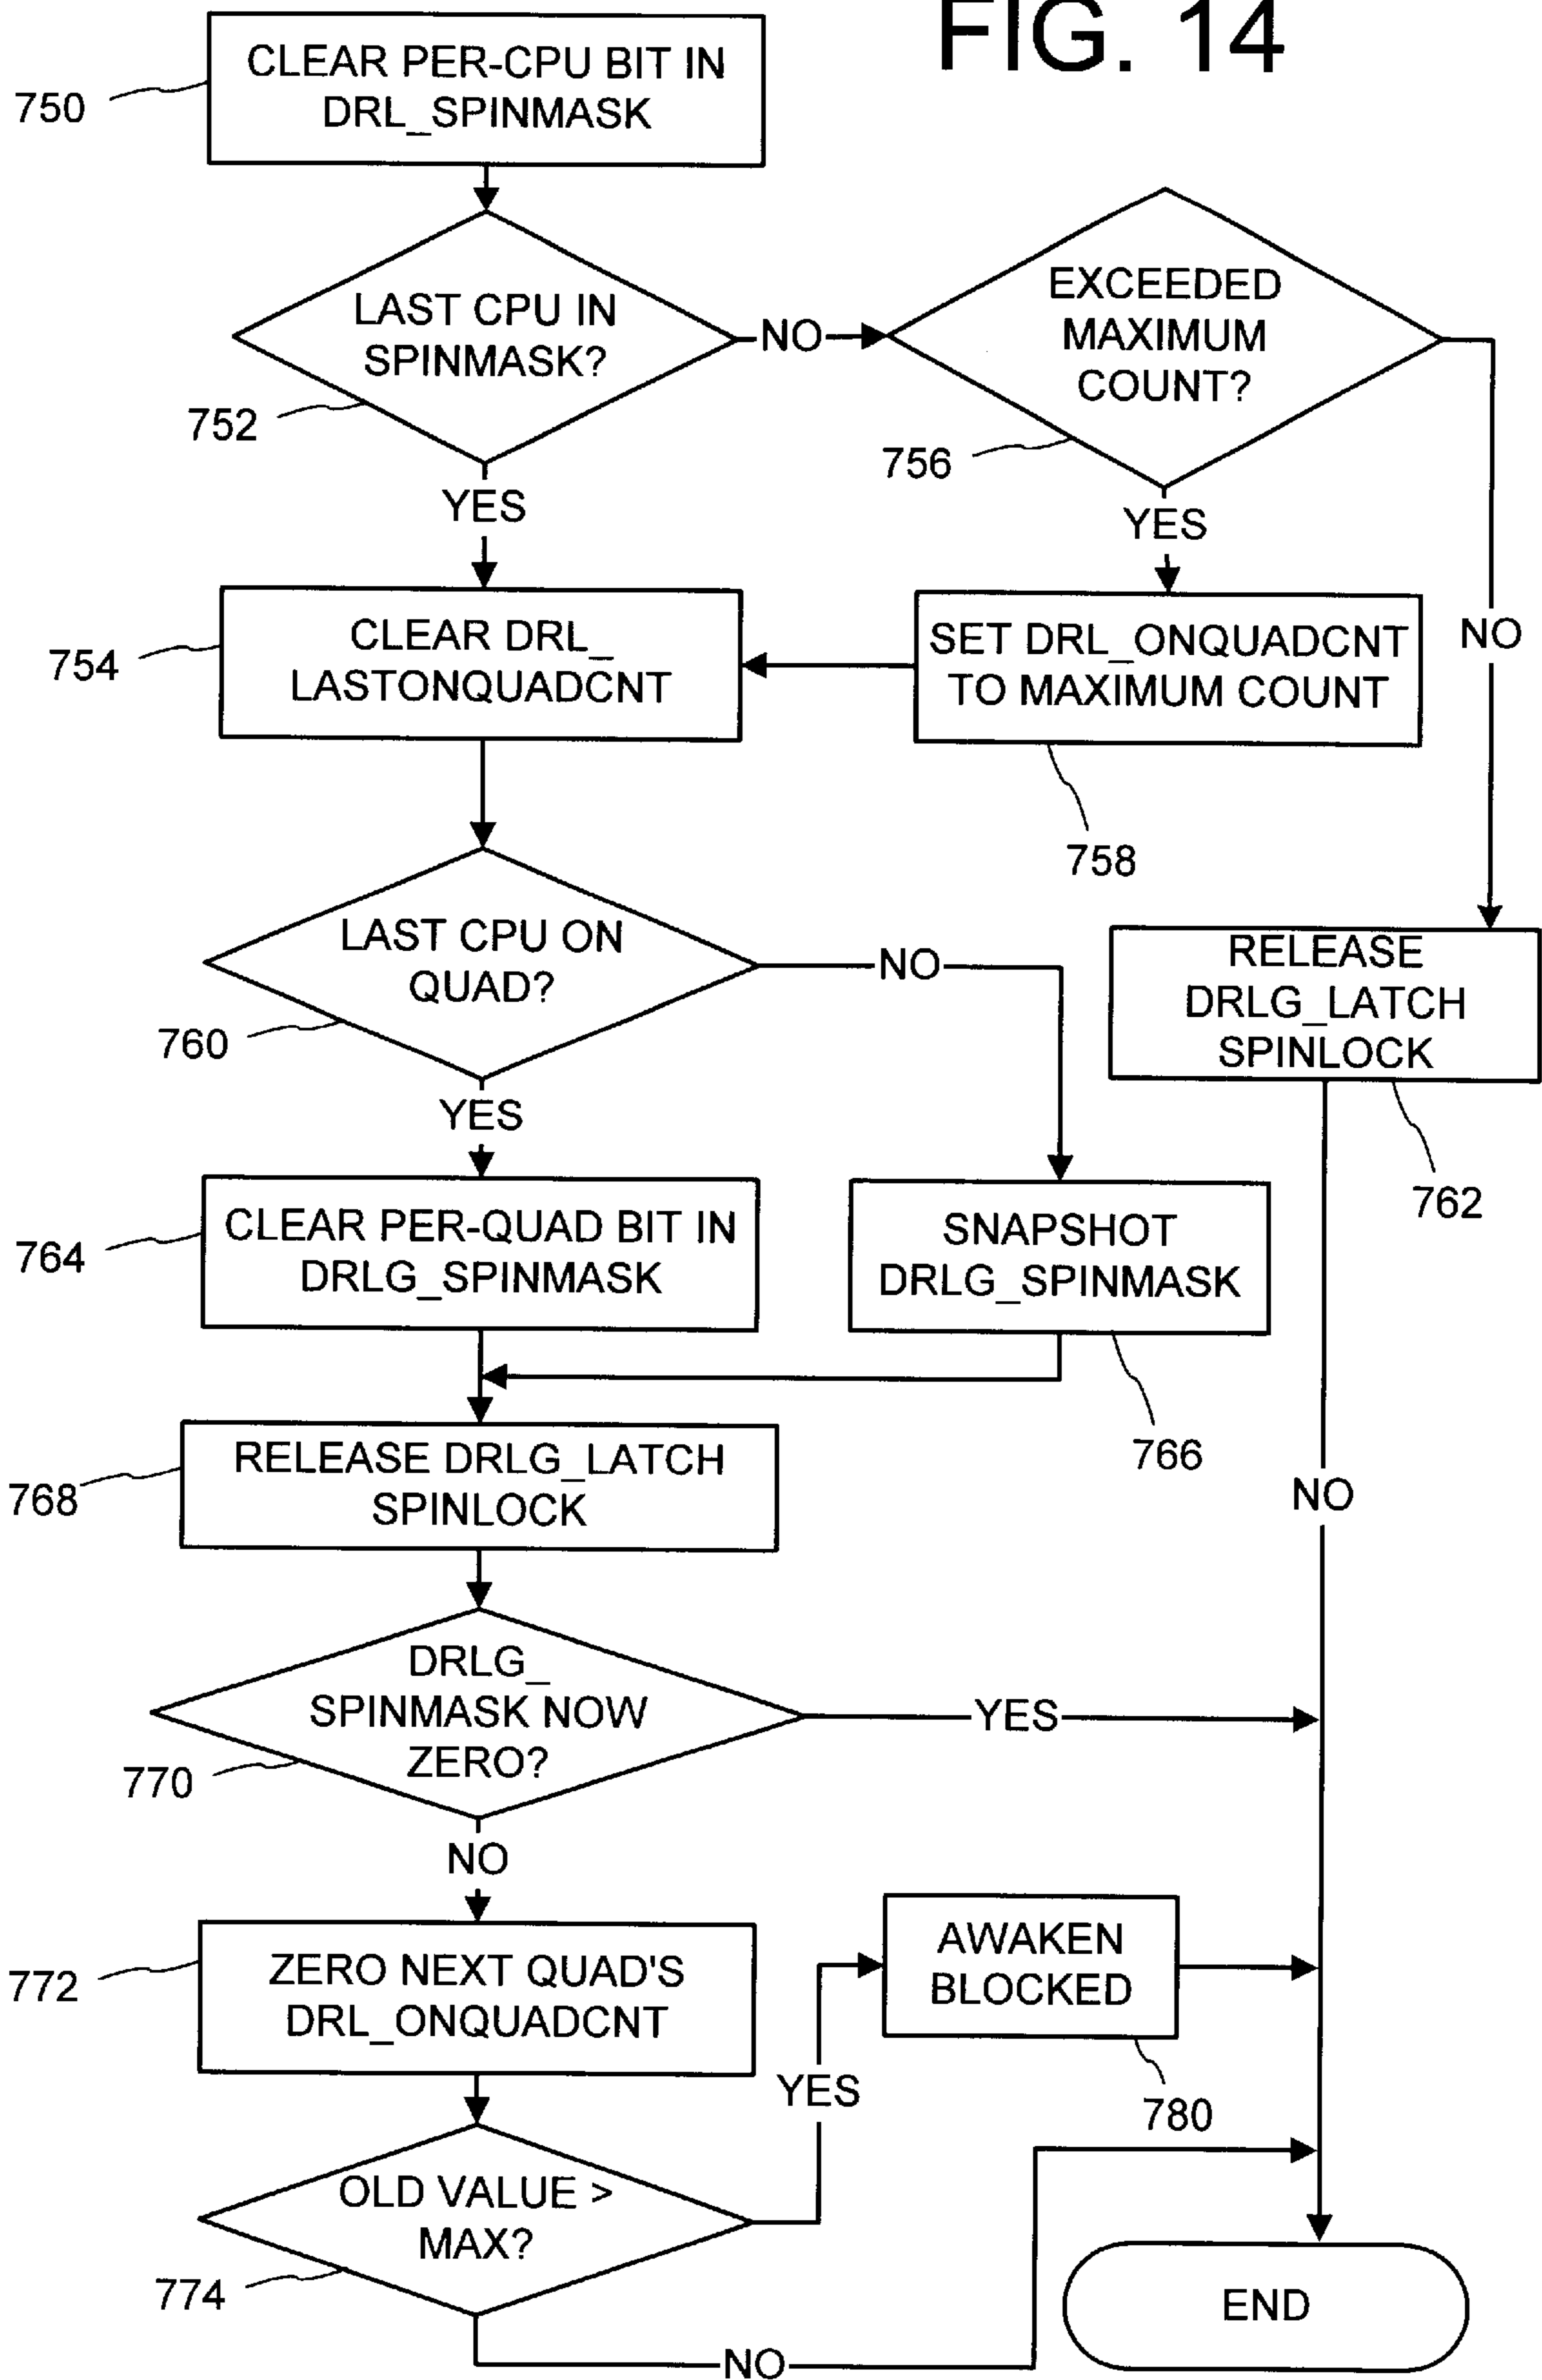 FIG. 14
CLEAR PER-CPU BIT IN
DRL_SPINMASK
750
LAST CPU IN
SPINMASK?
752
NO
EXCEEDED
MAXIMUM
COUNT?
756
YES
YES
NO
CLEAR DRL_
LASTONQUADCNT
754
SET DRL_ONQUADCNT
TO MAXIMUM COUNT
758
LAST CPU ON
QUAD?
760
NO
RELEASE
DRLG_LATCH
SPINLOCK
762
YES
CLEAR PER-QUAD BIT IN
DRLG_SPINMASK
764
SNAPSHOT
DRLG_SPINMASK
766
RELEASE DRLG_LATCH
SPINLOCK
768
NO
DRLG_
SPINMASK NOW
ZERO?
770
YES
NO
ZERO NEXT QUAD'S
DRL_ONQUADCNT
772
AWAKEN
BLOCKED
780
YES
OLD VALUE >
MAX?
774
NO
END